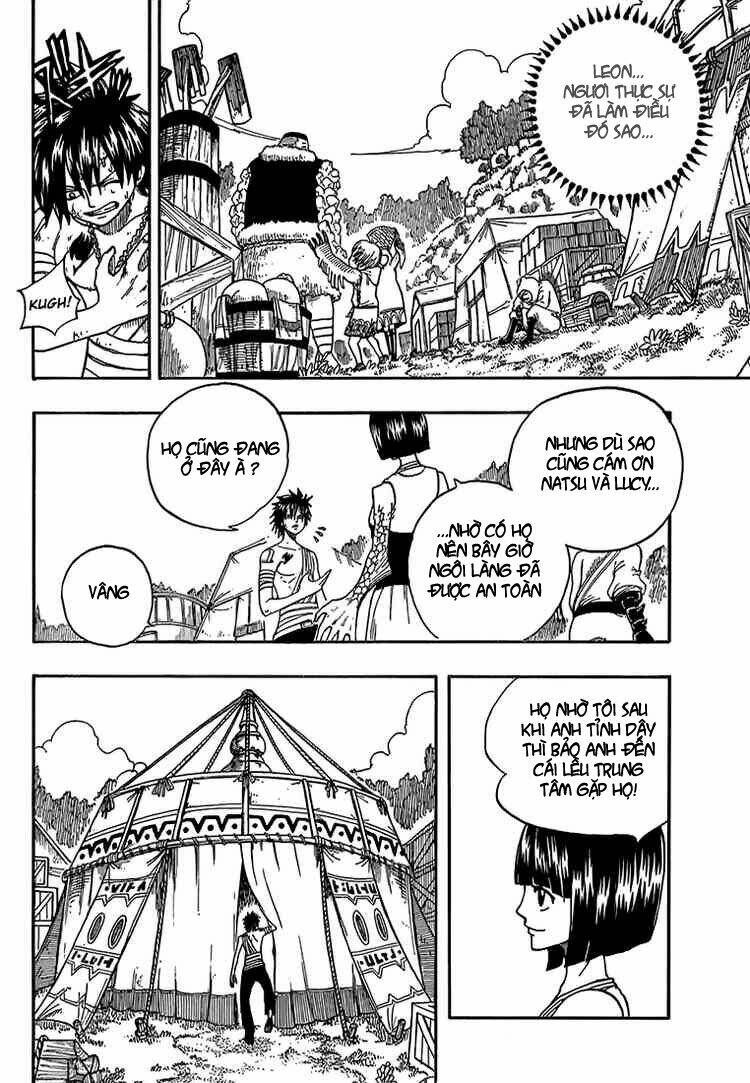 LEON...
NGƯƠI THỰC SỰ
ĐÃ LÀM ĐIỀU
ĐÓ SAO...
KUGH!
NHƯNG DÙ SAO
CŨNG CÁM ƠN
NATSU VÀ LUCY...
...NHỜ CÓ HỌ
NÊN BÂY GIỜ
NGÔI LÀNG ĐÃ
ĐƯỢC AN TOÀN
HỌ CŨNG ĐANG
Ở ĐÂY À ?
VÂNG
HỌ NHỜ TÔI SAU
KHI ANH TỈNH DẬY
THÌ BẢO ANH ĐẾN
CÁI LỀU TRUNG
TÂM GẶP HỌ!